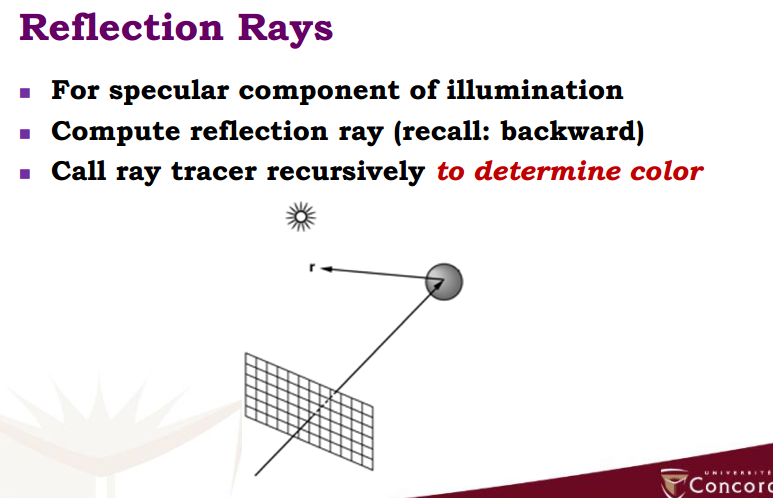 Reflection Rays
For specular component of illumination
Compute reflection ray (recall: backward)
Call ray tracer recursively to determine color
r
UNIVERSITÉ
Concord